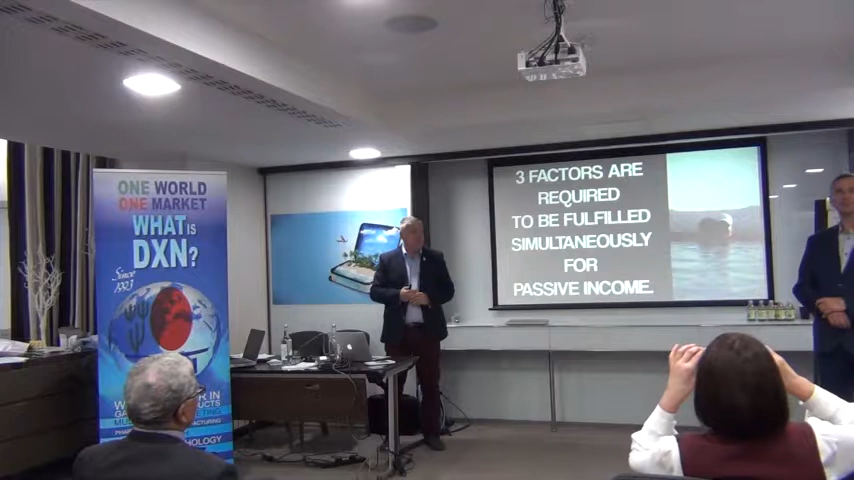 ONE WORLD
ONE MARKET
WHAT IS
DXN?
Since
1993
3 FACTORS ARE
REQUIRED
TO BE FULFILLED
SIMULTANEOUSLY
FOR
PASSIVE INCOME